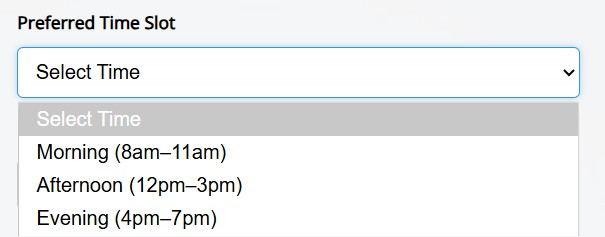 Preferred Time Slot
Select Time
Select Time
Morning (8am–11am)
Afternoon (12pm–3pm)
Evening (4pm–7pm)